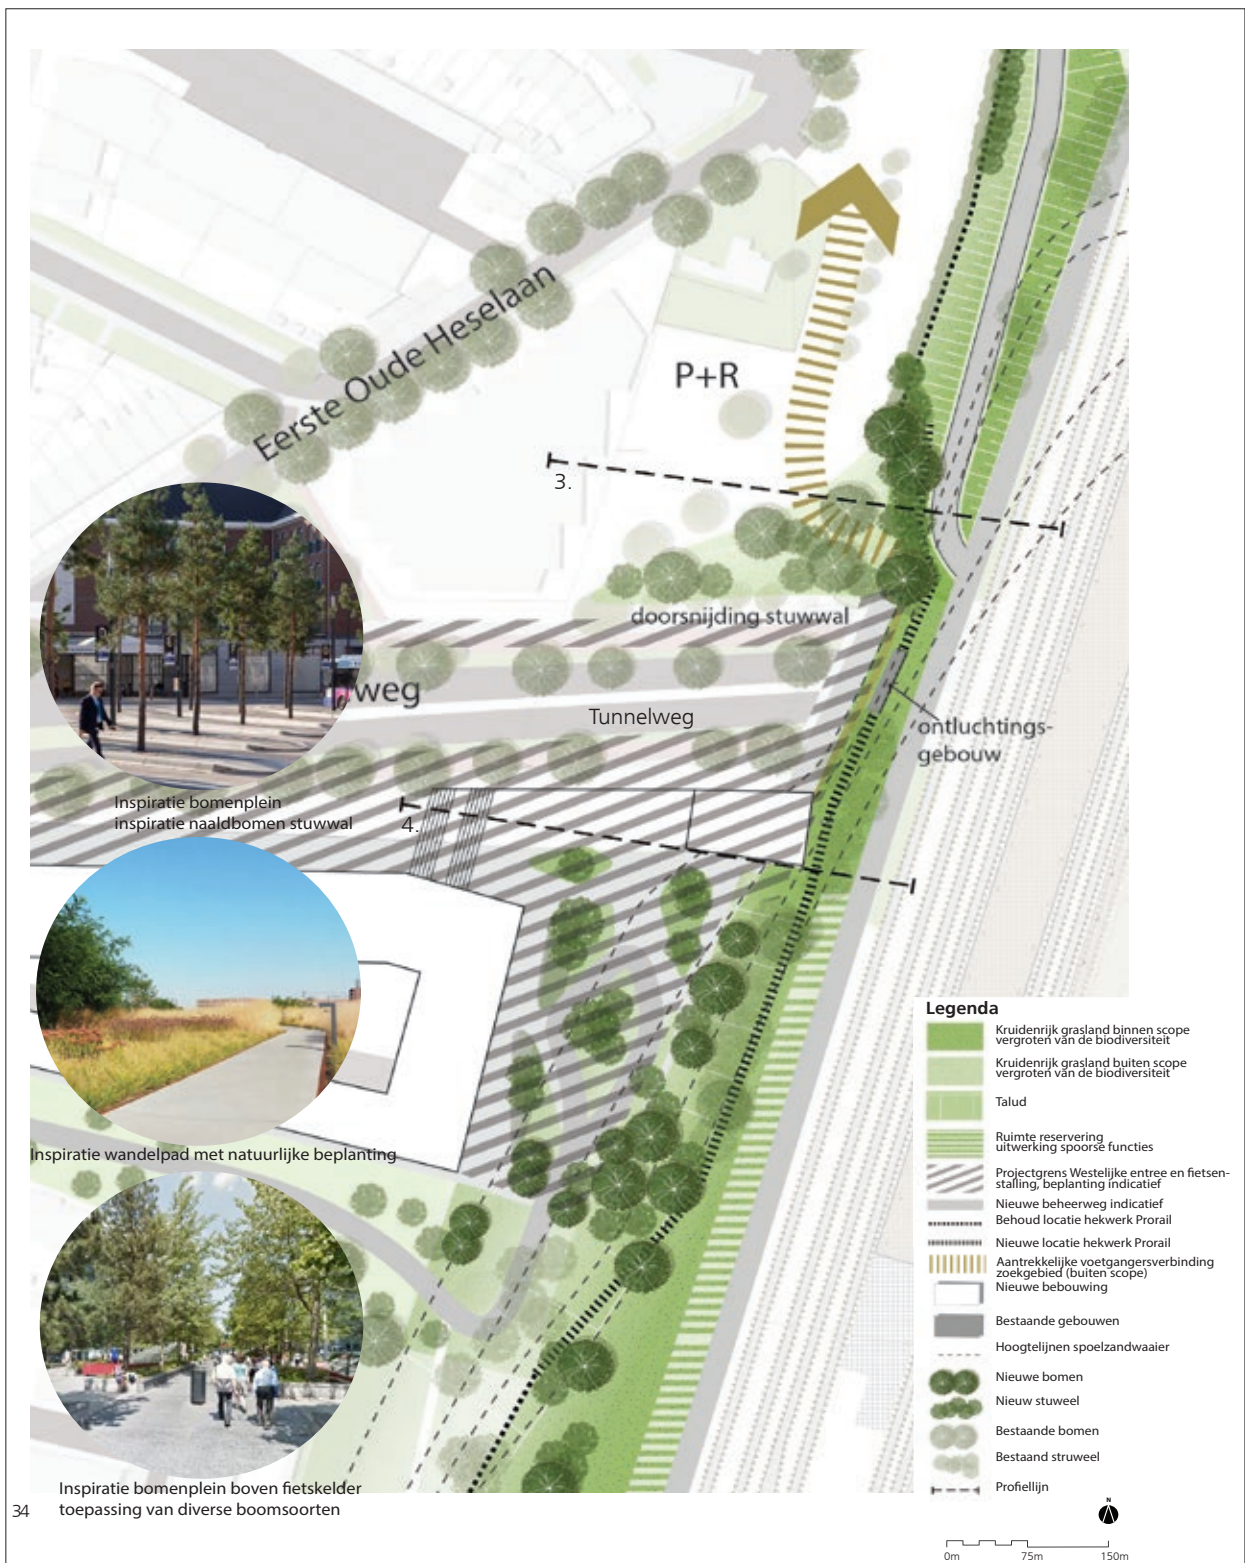 Eerste Oude Heselaan
P+R
3.
doorsnijding stuwwal
weg
Tunnelweg
ontluchtings-
gebouw
Inspiratie bomenplein
inspiratie naaldbomen stuwwal
4.
Inspiratie wandelpad met natuurlijke beplanting
Inspiratie bomenplein boven fietskelder
toepassing van diverse boomsoorten
34
Legenda
Kruidenrijk grasland binnen scope
vergroten van de biodiversiteit
Kruidenrijk grasland buiten scope
vergroten van de biodiversiteit
Talud
Ruimte reservering
uitwerking spoorse functies
Projectgrens Westelijke entree en fietsen-
stalling, beplanting indicatief
Nieuwe beheerweg indicatief
Behoud locatie hekwerk Prorail
Nieuwe locatie hekwerk Prorail
Aantrekkelijke voetgangersverbinding
zoekgebied (buiten scope)
Nieuwe bebouwing
Bestaande gebouwen
Hoogtelijnen spoelzandwaaier
Nieuwe bomen
Nieuw stuweel
Bestaande bomen
Bestaand struweel
Profiellijn
N
0m 75m 150m